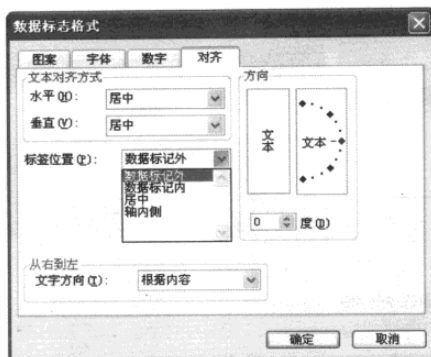 数据标志格式
图案 字体 数字 对齐
文本对齐方式
水平(H): 居中
垂直(V): 居中
标签位置(P): 数据标记外
数据标记外
数据标记内
居中
轴内侧
方向
文本
文本
0 度(D)
从右到左
文字方向(T): 根据内容
确定 取消